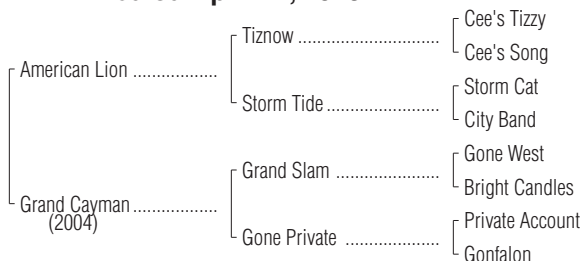 Cee's Tizzy
Tiznow
Cee's Song
American Lion
Storm Cat
Storm Tide
City Band
Gone West
Grand Slam
Bright Candles
Grand Cayman
(2004)
Private Account
Gone Private
Gonfalon